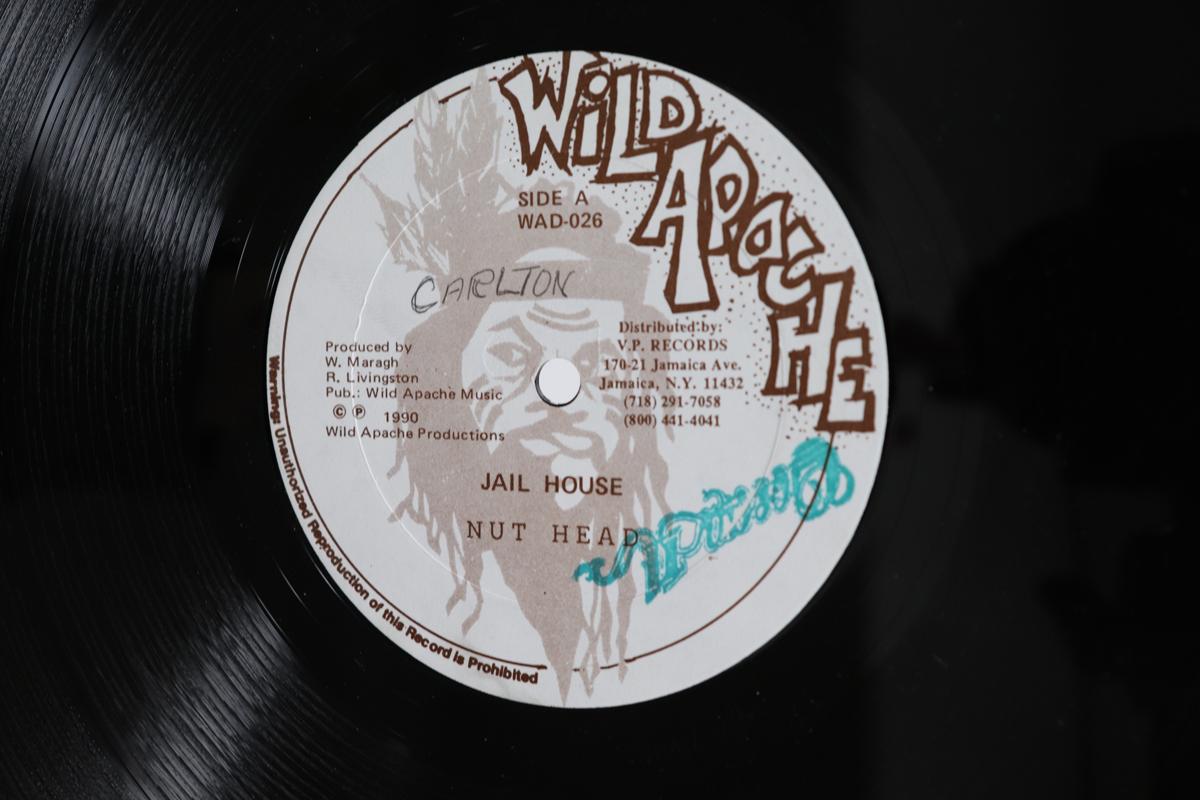 WiLD
APACHE
SIDE A
WAD-026
CARLTON
Produced by
W. Maragh
R. Livingston
Pub.: Wild Apache Music
© ℗ 1990
Wild Apache Productions
Distributed by:
V.P. RECORDS
170-21 Jamaica Ave.
Jamaica, N.Y. 11432
(718) 291-7058
(800) 441-4041
JAIL HOUSE
NUT HEAD
Warning: Unauthorized Reproduction of this Record is Prohibited